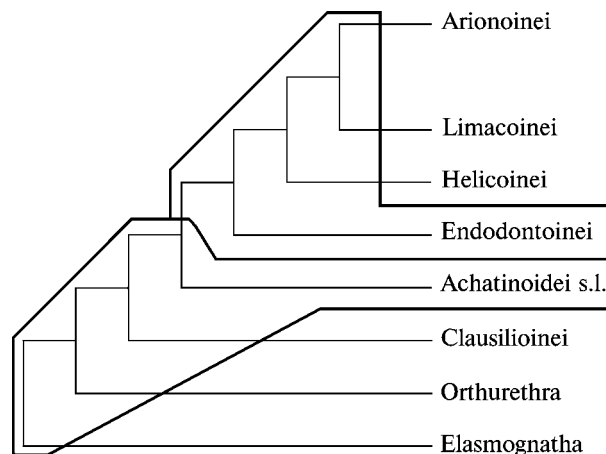 Arionoinei
Limacoinei
Helicoinei
Endodontoinei
Achatinoidei s.l.
Clausilioinei
Orthurethra
Elasmognatha